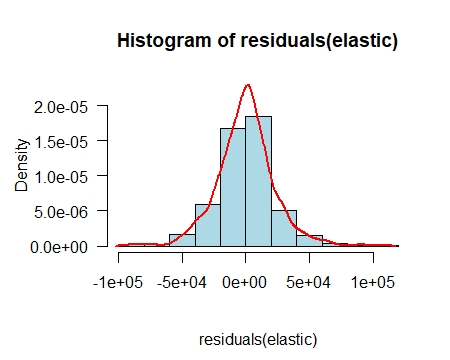 Histogram of residuals(elastic)
Density
2.0e-05
1.5e-05
1.0e-05
5.0e-06
0.0e+00
-1e+05 -5e+04 0e+00 5e+04 1e+05
residuals(elastic)